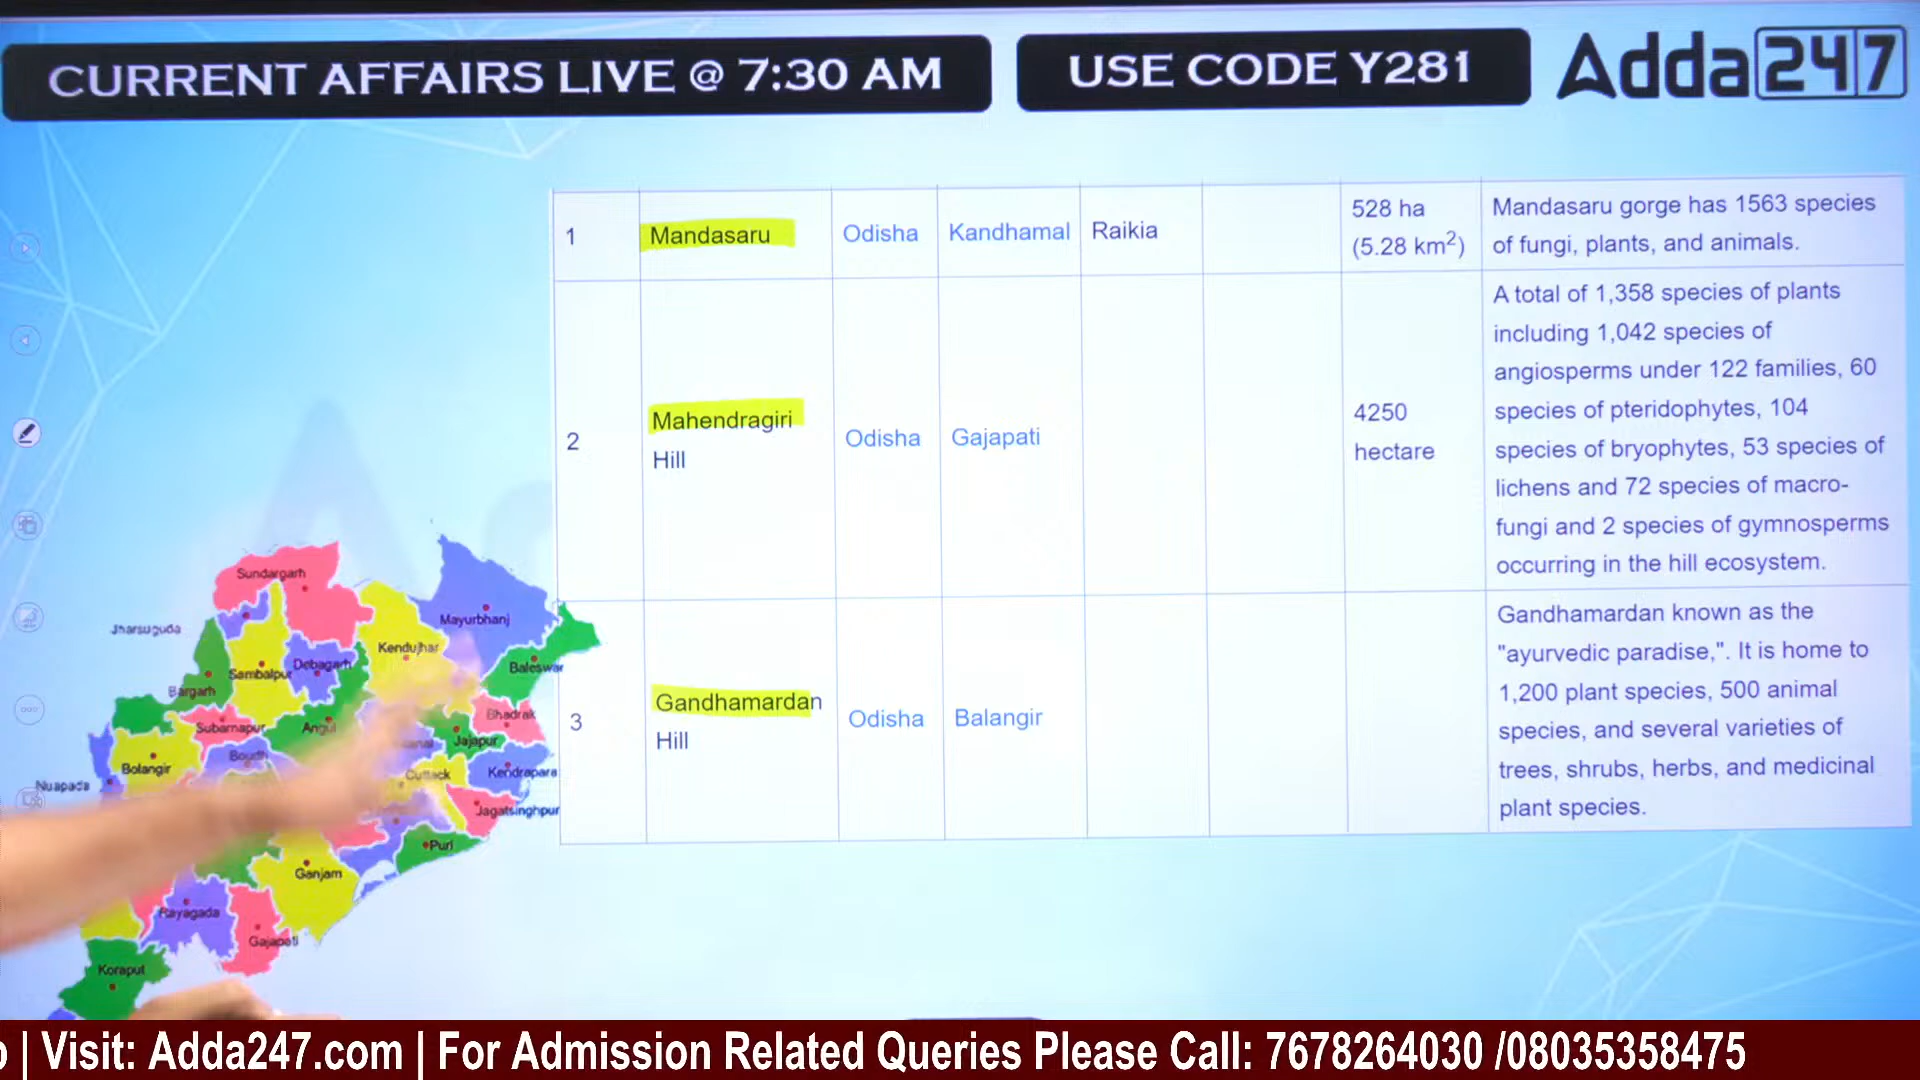 CURRENT AFFAIRS LIVE @ 7:30 AM
USE CODE Y281
Adda247
1
Mandasaru
Odisha
Kandhamal
Raikia
528 ha
(5.28 km²)
Mandasaru gorge has 1563 species
of fungi, plants, and animals.
2
Mahendragiri
Hill
Odisha
Gajapati
4250
hectare
A total of 1,358 species of plants
including 1,042 species of
angiosperms under 122 families, 60
species of pteridophytes, 104
species of bryophytes, 53 species of
lichens and 72 species of macro-
fungi and 2 species of gymnosperms
occurring in the hill ecosystem.
3
Gandhamardan
Hill
Odisha
Balangir
Gandhamardan known as the
"ayurvedic paradise,". It is home to
1,200 plant species, 500 animal
species, and several varieties of
trees, shrubs, herbs, and medicinal
plant species.
Sundargarh
Jharsuguda
Mayurbhanj
Kendujhar
Debagarh
Sambalpur
Baleswar
Bargarh
Subarnapur
Angul
Bhadrak
Jajapur
Boudh
Bolangir
Cuttack
Kendrapara
Nuapada
Jagatsinghpur
Puri
Ganjam
Rayagada
Gajapati
Koraput
| Visit: Adda247.com | For Admission Related Queries Please Call: 7678264030 /08035358475